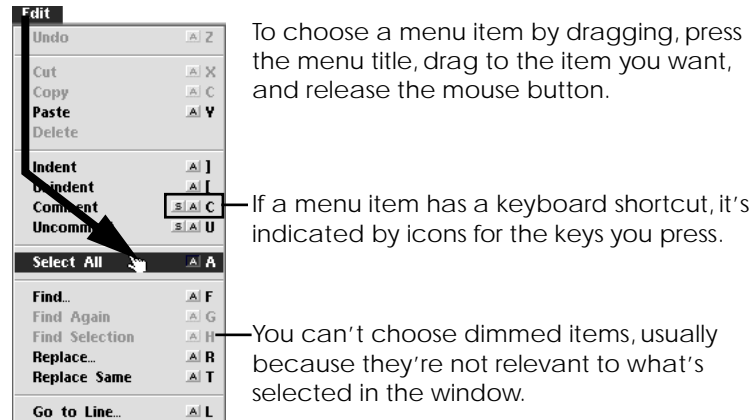 Edit
Undo A Z
Cut A X
Copy A C
Paste A Y
Delete
Indent A ]
Unindent A [
Comment S A C
Uncomm S A U
Select All A A
Find... A F
Find Again A G
Find Selection A H
Replace... A R
Replace Same A T
Go to Line... A L
To choose a menu item by dragging, press
the menu title, drag to the item you want,
and release the mouse button.
If a menu item has a keyboard shortcut, it's
indicated by icons for the keys you press.
You can't choose dimmed items, usually
because they're not relevant to what's
selected in the window.